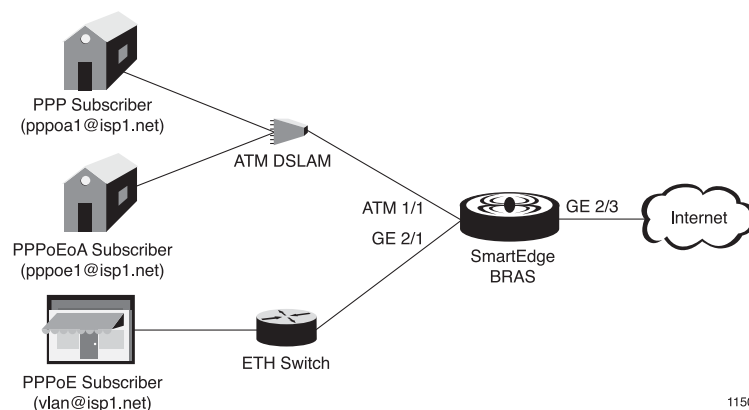 PPP Subscriber
(pppoa1@isp1.net)
ATM DSLAM
PPPoEoA Subscriber
(pppoe1@isp1.net)
ATM 1/1
GE 2/1
GE 2/3
Internet
SmartEdge
BRAS
ETH Switch
PPPoE Subscriber
(vlan@isp1.net)